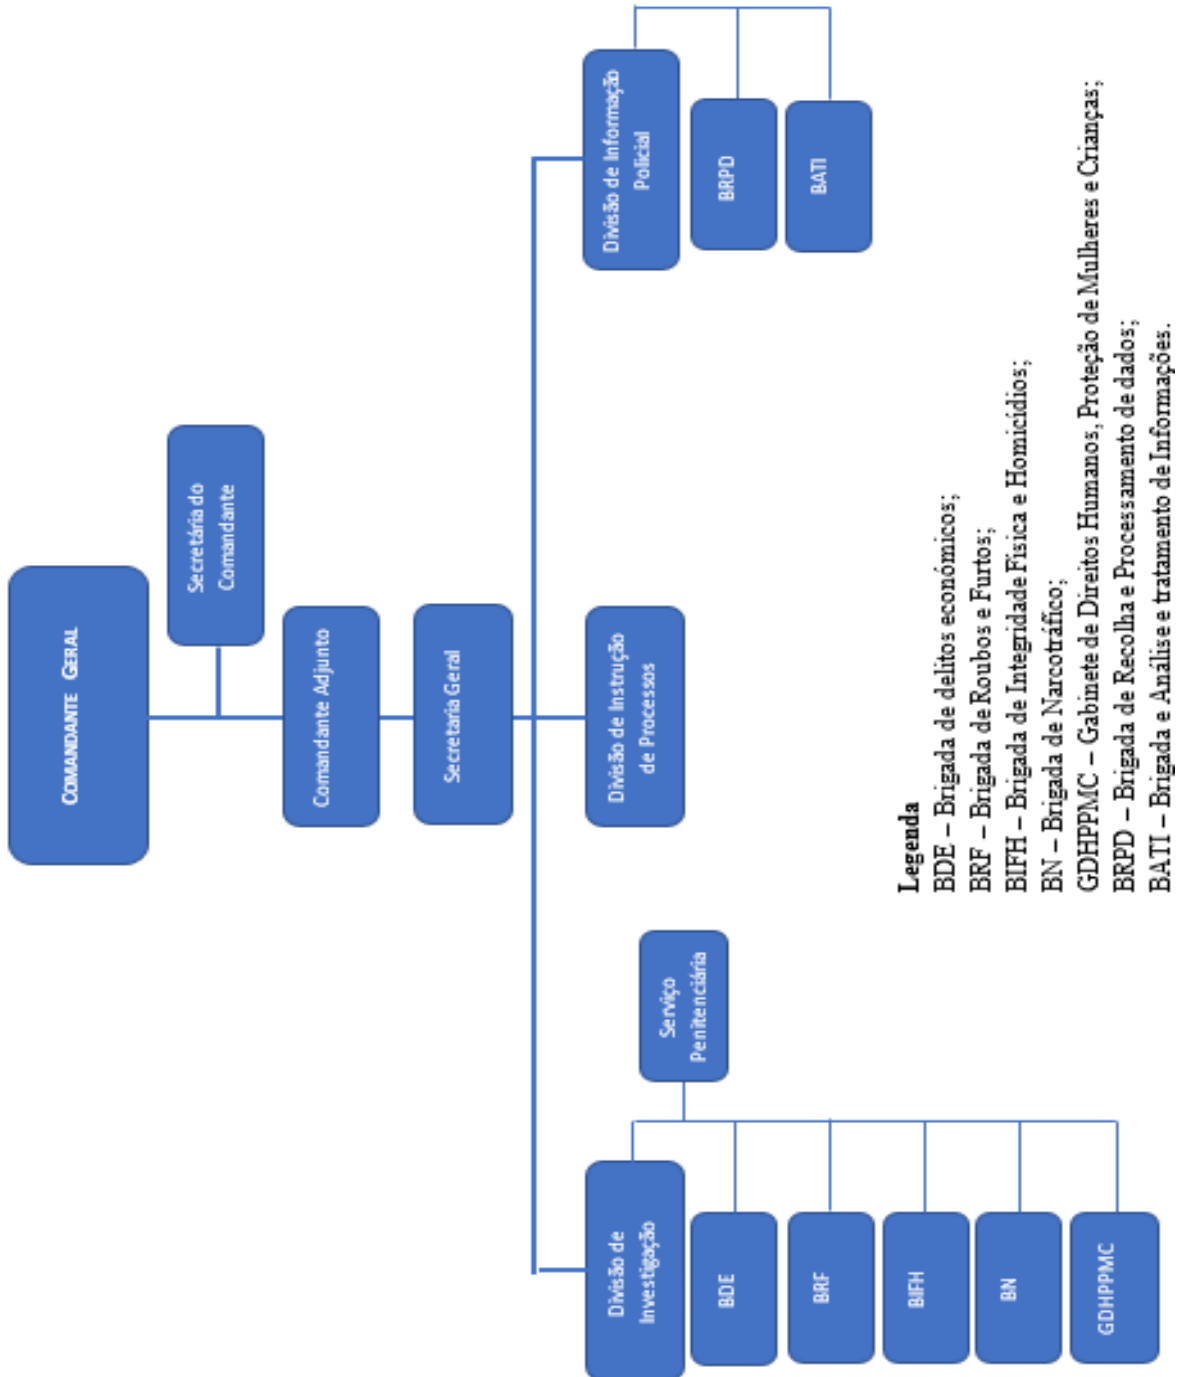 COMANDANTE GERAL
Secretária do
Comandante
Comandante Adjunto
Secretaria Geral
Divisão de
Investigação
Divisão de Instrução
de Processos
Divisão de Informação
Policial
Serviço
Penitenciária
BDE
BRF
BIFH
BN
GDHPPMC
BRPD
BATI
Legenda
BDE – Brigada de delitos económicos;
BRF – Brigada de Roubos e Furtos;
BIFH – Brigada de Integridade Física e Homicídios;
BN – Brigada de Narcotráfico;
GDHPPMC – Gabinete de Direitos Humanos, Proteção de Mulheres e Crianças;
BRPD – Brigada de Recolha e Processamento de dados;
BATI – Brigada e Análise e tratamento de Informações.